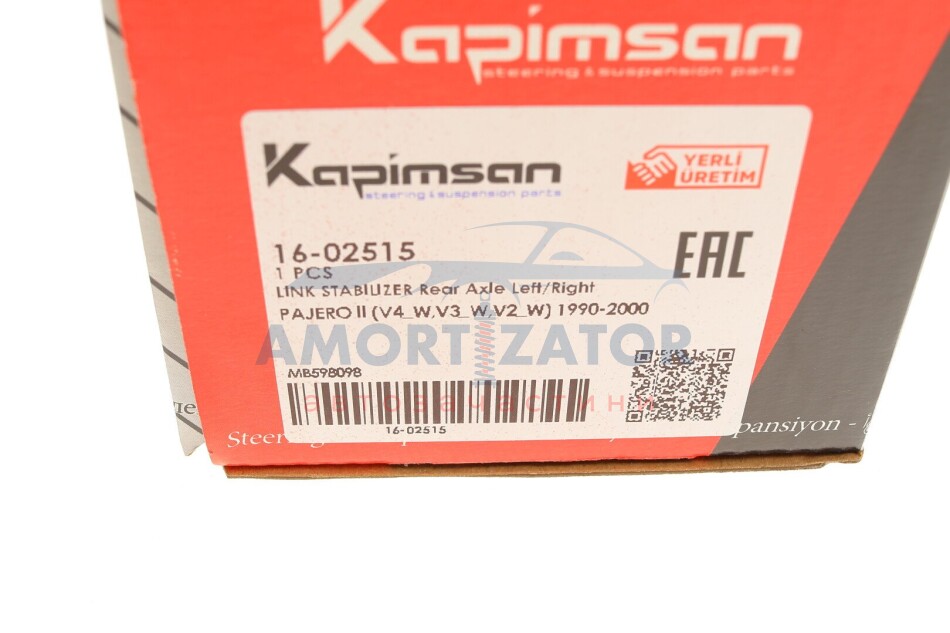 Kapimsan
steering & suspension parts
Kapimsan
steering & suspension parts
YERLİ
ÜRETİM
16-02515
1 PCS
EAC
LINK STABILIZER Rear Axle Left/Right
PAJERO II (V4_W,V3_W,V2_W) 1990-2000
AMORTIZATOR
MB598098
автозапчастини
16-02515
Steering
pansiyon -